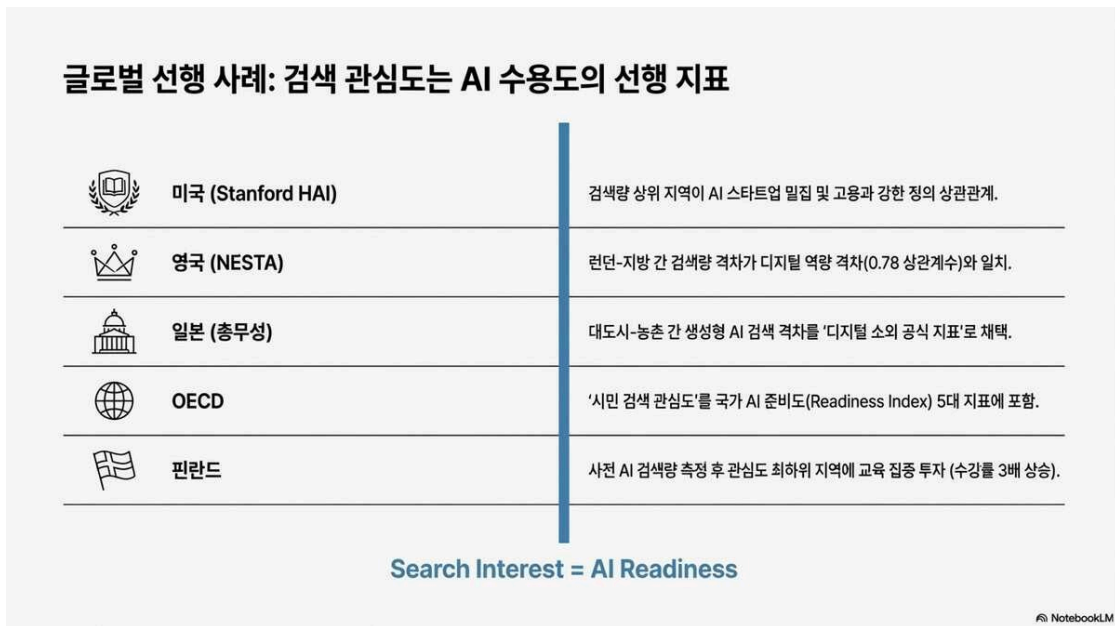 글로벌 선행 사례: 검색 관심도는 AI 수용도의 선행 지표
미국 (Stanford HAI)
검색량 상위 지역이 AI 스타트업 밀집 및 고용과 강한 정의 상관관계.
영국 (NESTA)
런던-지방 간 검색량 격차가 디지털 역량 격차(0.78 상관계수)와 일치.
일본 (총무성)
대도시-농촌 간 생성형 AI 검색 격차를 '디지털 소외 공식 지표'로 채택.
OECD
'시민 검색 관심도'를 국가 AI 준비도(Readiness Index) 5대 지표에 포함.
핀란드
사전 AI 검색량 측정 후 관심도 최하위 지역에 교육 집중 투자 (수강률 3배 상승).
Search Interest = AI Readiness
NotebookLM